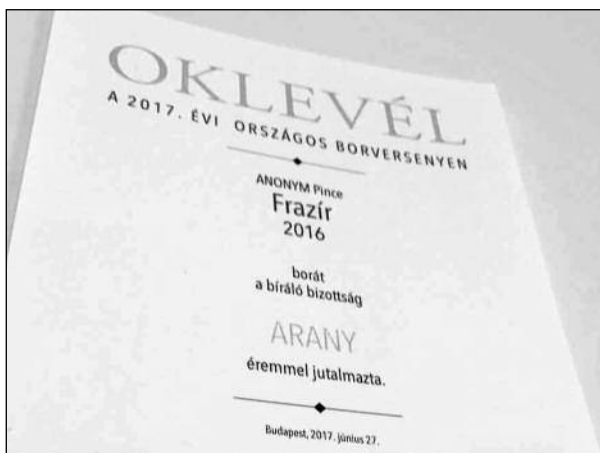 OKLEVÉL
A 2017. ÉVI ORSZÁGOS BORVERSENYEN
ANONYM Pince
Frazír
2016
borát
a bíráló bizottság
ARANY
éremmel jutalmazta.
Budapest, 2017. június 27.